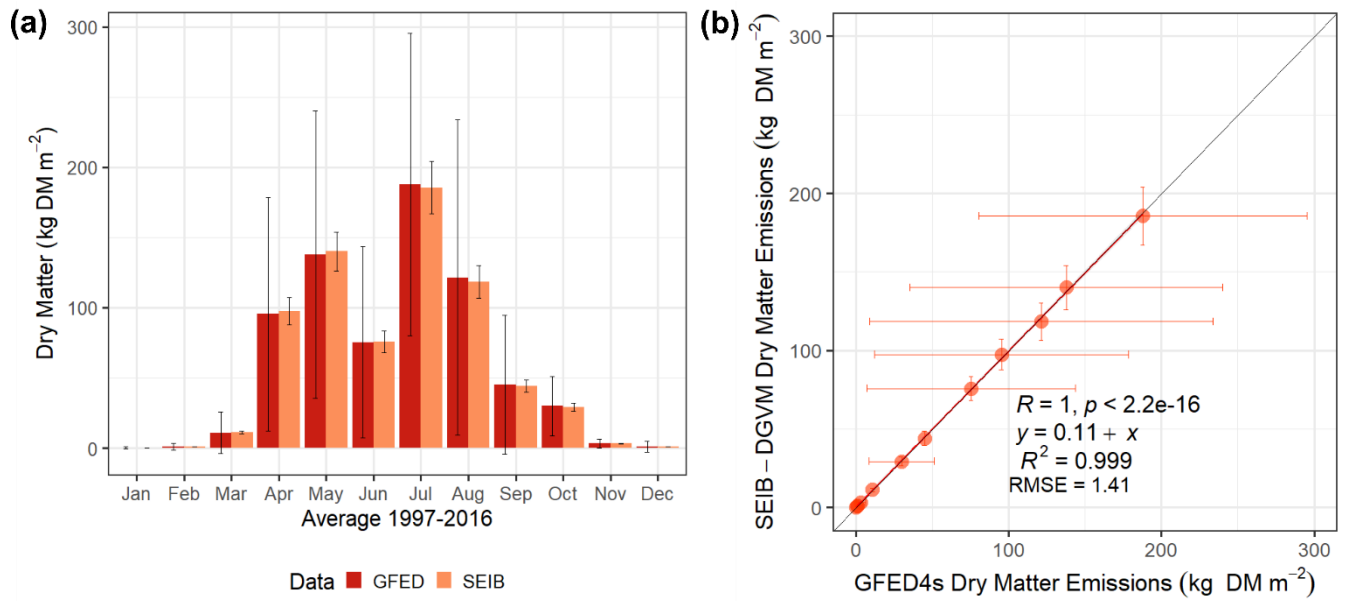 (a)
300
200
100
0
Dry Matter (kg DM m⁻²)
Jan Feb Mar Apr May Jun Jul Aug Sep Oct Nov Dec
Average 1997-2016
Data GFED SEIB
(b)
300
200
100
0
SEIB−DGVM Dry Matter Emissions (kg DM m⁻²)
R = 1, p < 2.2e-16
y = 0.11 + x
R² = 0.999
RMSE = 1.41
0 100 200 300
GFED4s Dry Matter Emissions (kg DM m⁻²)